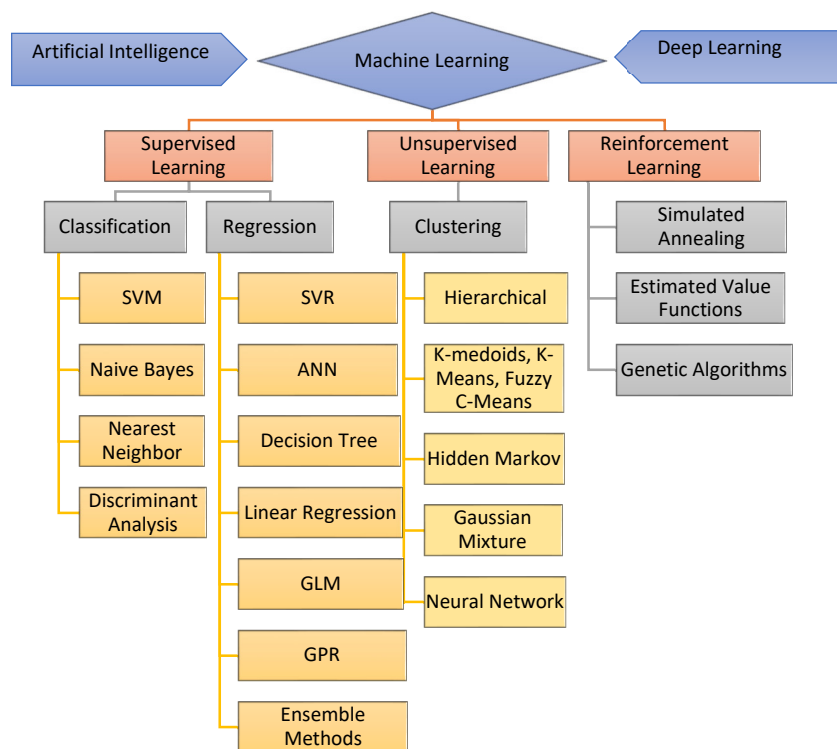 Artificial Intelligence
Machine Learning
Deep Learning
Supervised
Learning
Unsupervised
Learning
Reinforcement
Learning
Classification
Regression
Clustering
Simulated
Annealing
Estimated Value
Functions
Genetic Algorithms
SVM
Naive Bayes
Nearest
Neighbor
Discriminant
Analysis
SVR
ANN
Decision Tree
Linear Regression
GLM
GPR
Ensemble
Methods
Hierarchical
K-medoids, K-
Means, Fuzzy
C-Means
Hidden Markov
Gaussian
Mixture
Neural Network